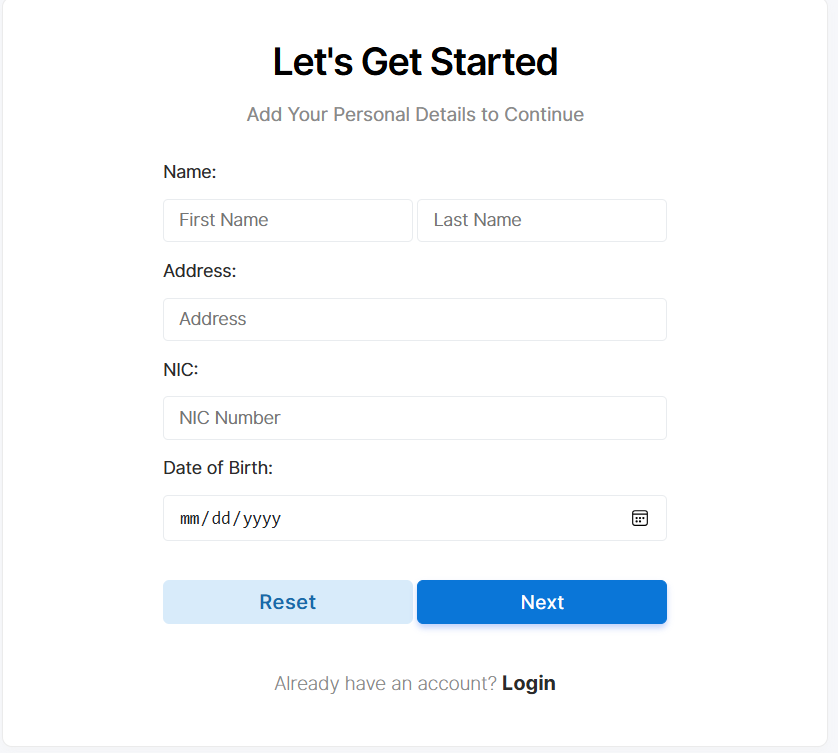 Let's Get Started
Add Your Personal Details to Continue
Name:
First Name Last Name
Address:
Address
NIC:
NIC Number
Date of Birth:
mm/dd/yyyy
Reset Next
Already have an account? Login